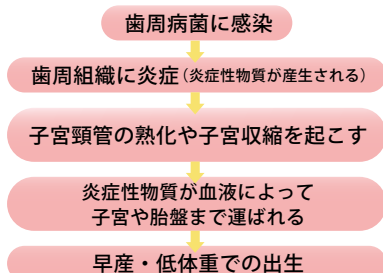 歯周病菌に感染
歯周組織に炎症(炎症性物質が産生される)
子宮頸管の熟化や子宮収縮を起こす
炎症性物質が血液によって
子宮や胎盤まで運ばれる
早産・低体重での出生